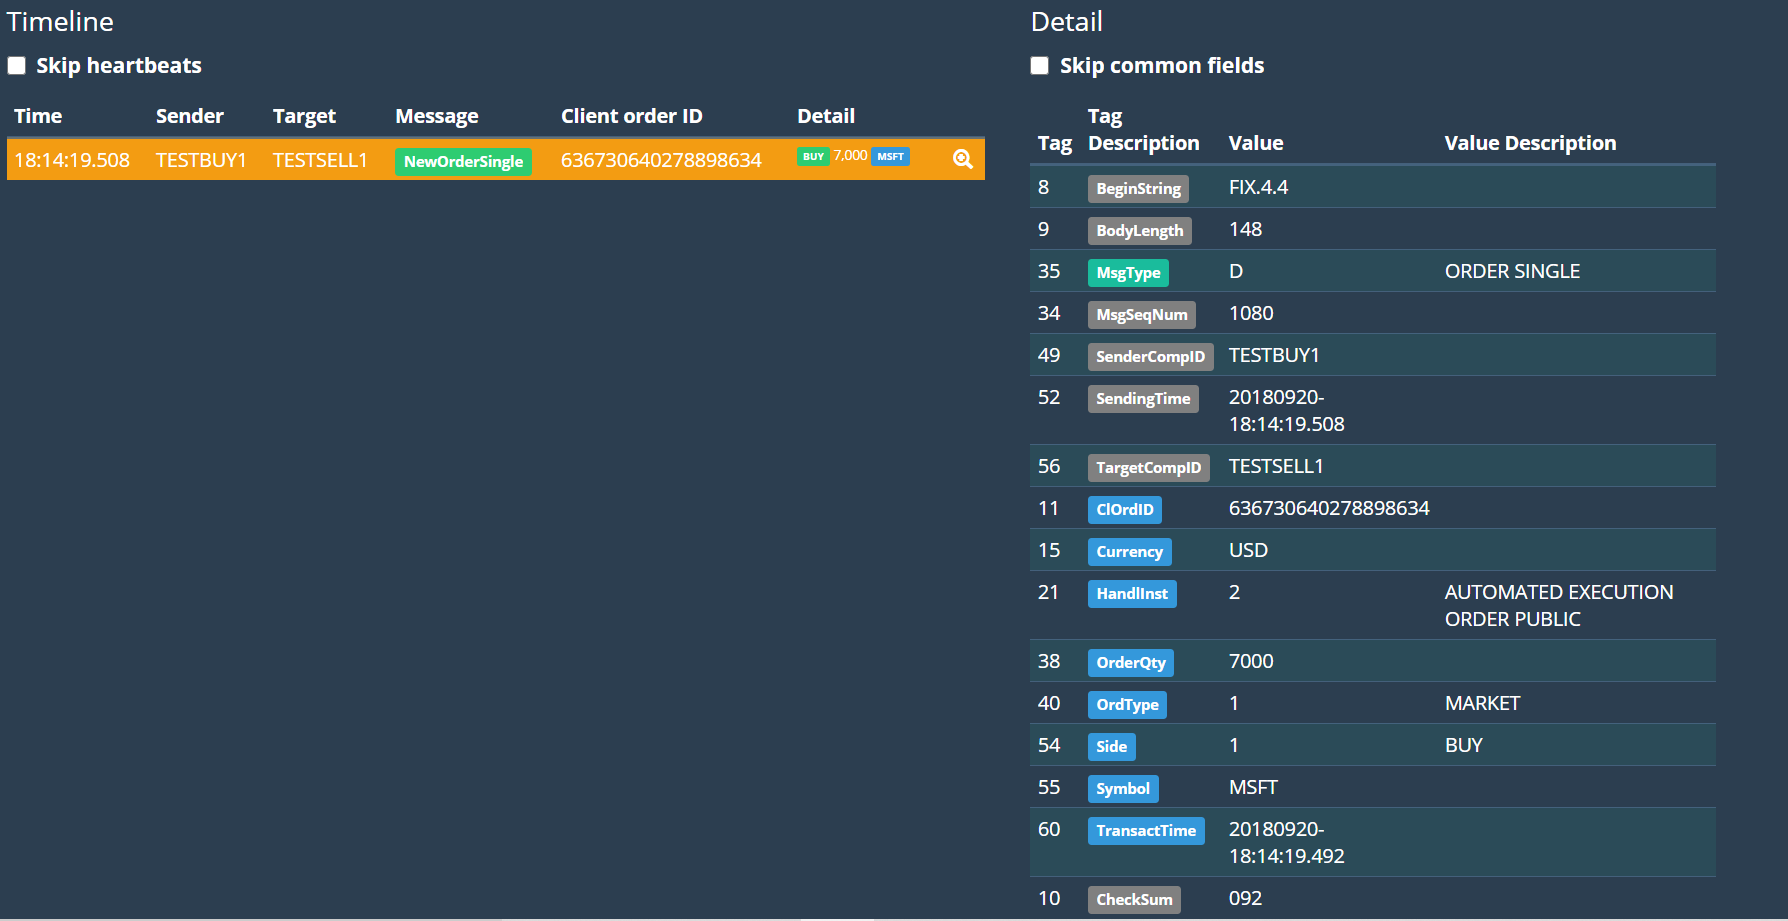 Timeline
Skip heartbeats
Time Sender Target Message Client order ID Detail
18:14:19.508 TESTBUY1 TESTSELL1 NewOrderSingle 636730640278898634 BUY 7,000 MSFT
Detail
Skip common fields
Tag Tag Description Value Value Description
8 BeginString FIX.4.4
9 BodyLength 148
35 MsgType D ORDER SINGLE
34 MsgSeqNum 1080
49 SenderCompID TESTBUY1
52 SendingTime 20180920-
18:14:19.508
56 TargetCompID TESTSELL1
11 ClOrdID 636730640278898634
15 Currency USD
21 HandlInst 2 AUTOMATED EXECUTION
ORDER PUBLIC
38 OrderQty 7000
40 OrdType 1 MARKET
54 Side 1 BUY
55 Symbol MSFT
60 TransactTime 20180920-
18:14:19.492
10 CheckSum 092